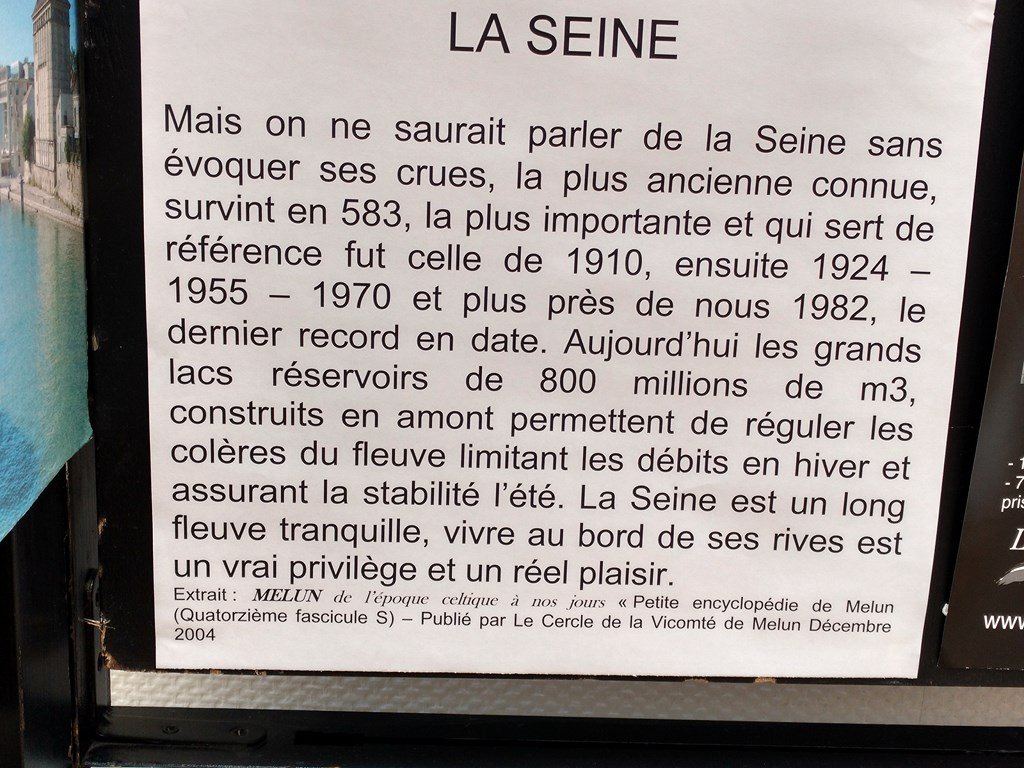 LA SEINE
Mais on ne saurait parler de la Seine sans
évoquer ses crues, la plus ancienne connue,
survint en 583, la plus importante et qui sert de
référence fut celle de 1910, ensuite 1924 –
1955 – 1970 et plus près de nous 1982, le
dernier record en date. Aujourd'hui les grands
lacs réservoirs de 800 millions de m3,
construits en amont permettent de réguler les
colères du fleuve limitant les débits en hiver et
assurant la stabilité l'été. La Seine est un long
fleuve tranquille, vivre au bord de ses rives est
un vrai privilège et un réel plaisir.
Extrait : MELUN de l'époque celtique à nos jours « Petite encyclopédie de Melun
(Quatorzième fascicule S) – Publié par Le Cercle de la Vicomté de Melun Décembre
2004
www